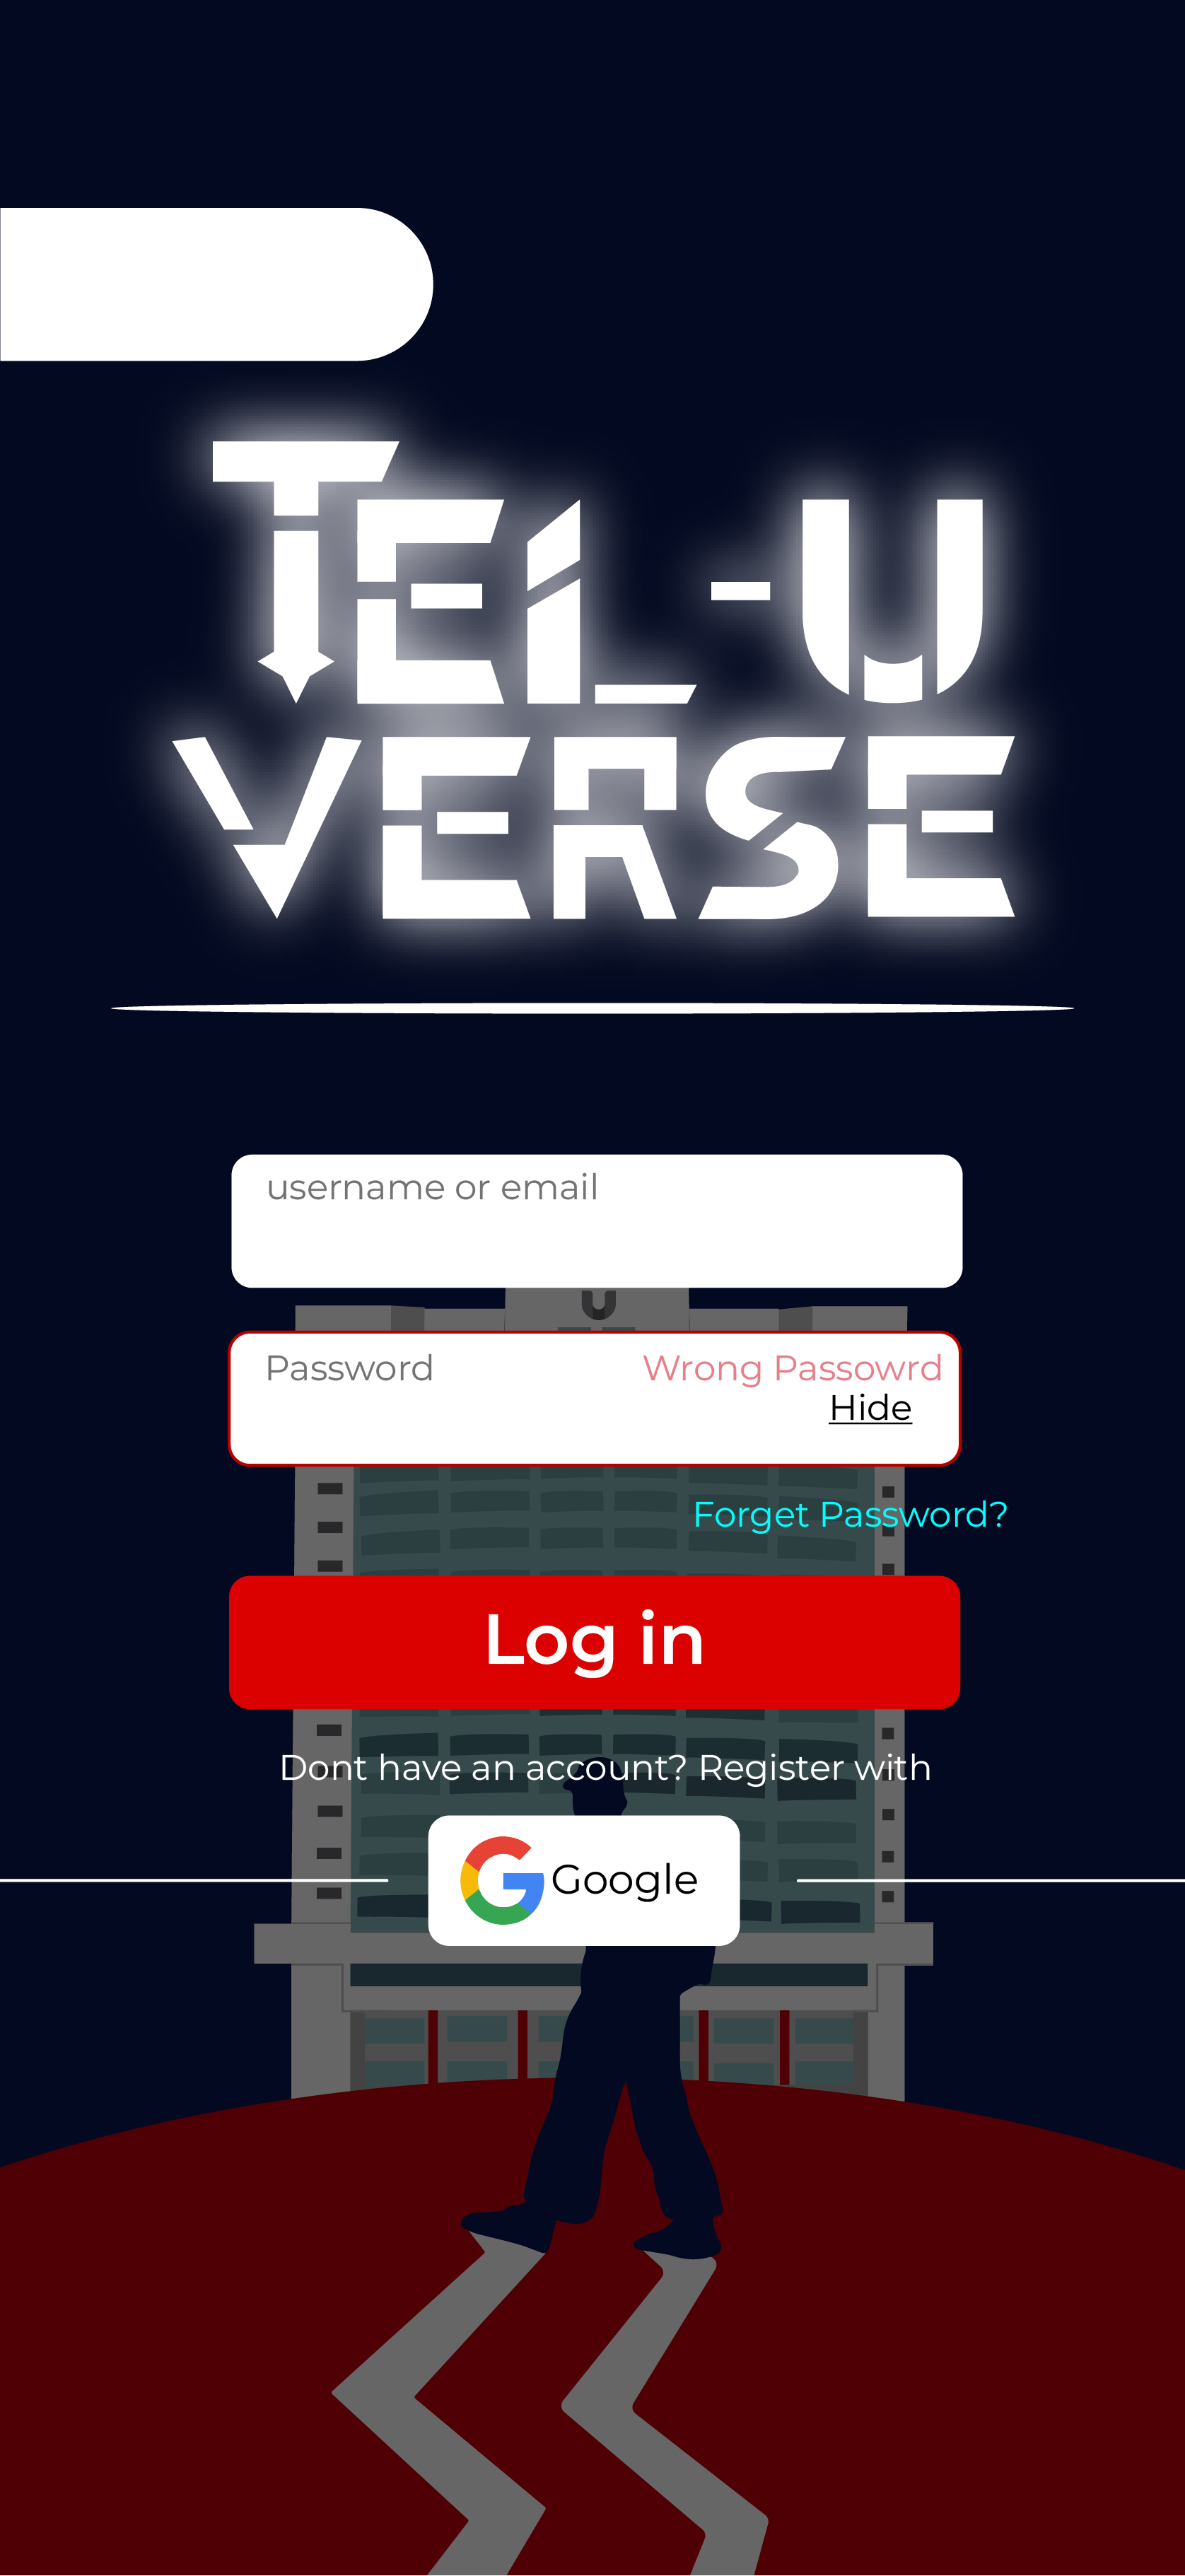 TEL-U
VERSE
U
username or email
Password
Wrong Passowrd
Hide
Forget Password?
Log in
Dont have an account? Register with
Google